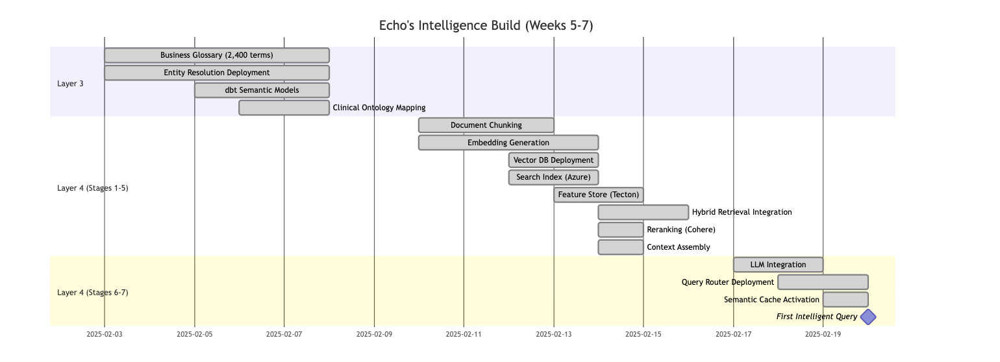 Echo's Intelligence Build (Weeks 5-7)
Layer 3
Business Glossary (2,400 terms)
Entity Resolution Deployment
dbt Semantic Models
Clinical Ontology Mapping
Layer 4 (Stages 1-5)
Document Chunking
Embedding Generation
Vector DB Deployment
Search Index (Azure)
Feature Store (Tecton)
Hybrid Retrieval Integration
Reranking (Cohere)
Context Assembly
Layer 4 (Stages 6-7)
LLM Integration
Query Router Deployment
Semantic Cache Activation
First Intelligent Query
2025-02-03
2025-02-05
2025-02-07
2025-02-09
2025-02-11
2025-02-13
2025-02-15
2025-02-17
2025-02-19